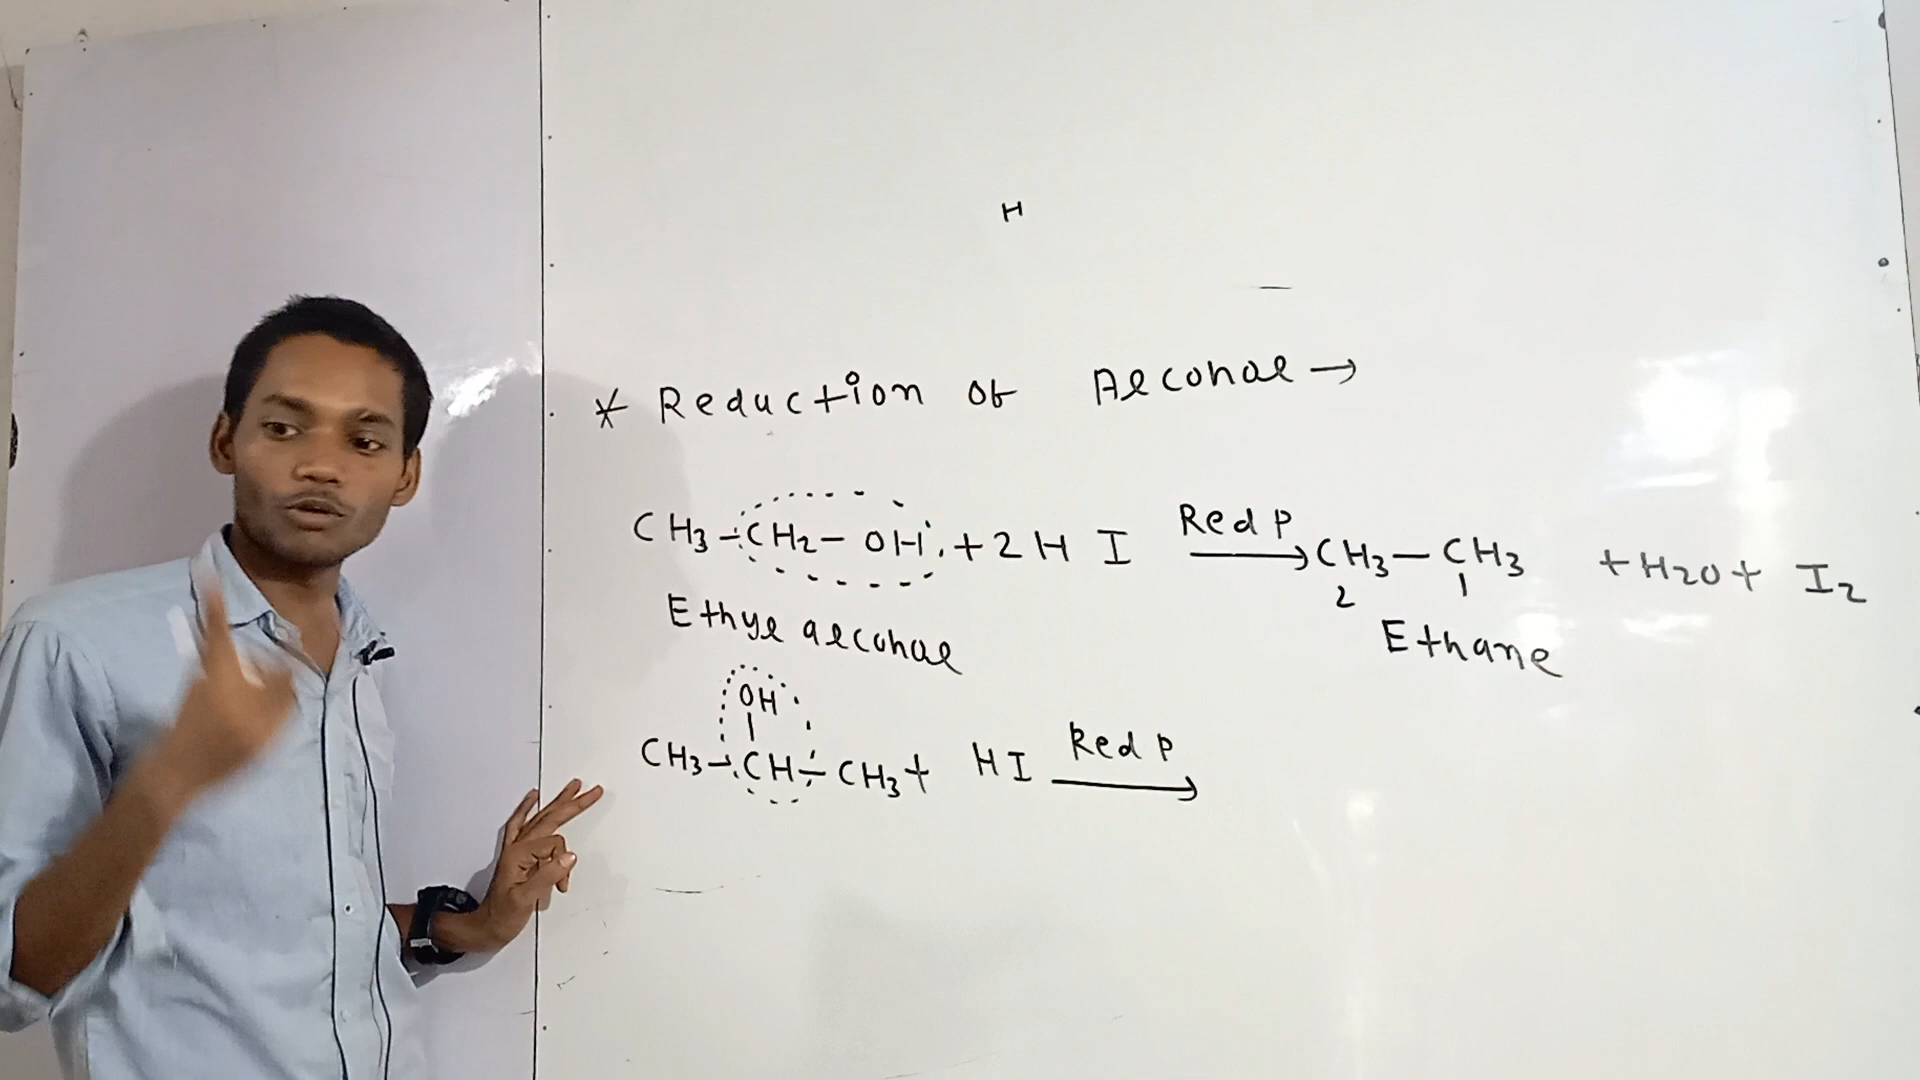 H
* Reduction of Alcohol →
CH3-CH2-OH + 2HI Red P → CH3-CH3 + H2O + I2
2 1
Ethyl alcohol Ethane
OH
|
CH3-CH-CH3 + HI Red P →